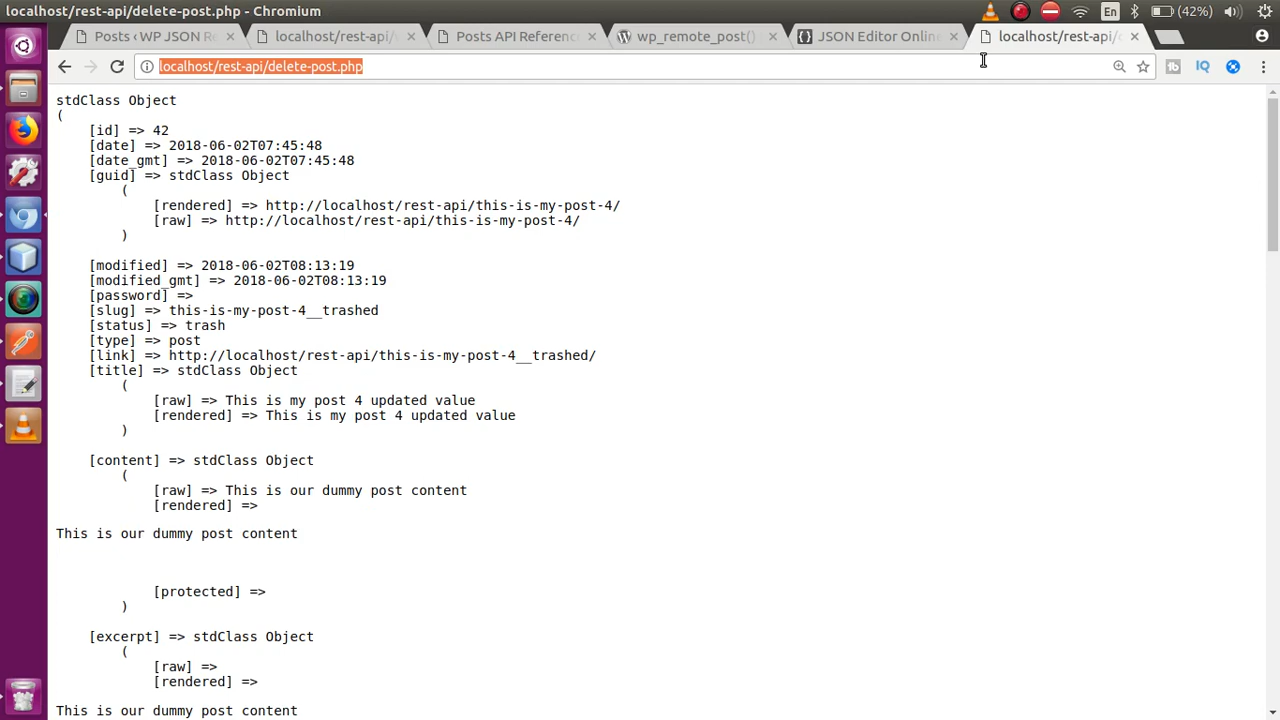 localhost/rest-api/delete-post.php - Chromium
En
(42%)
Posts ‹ WP JSON Re
localhost/rest-api/
Posts API Referenc
wp_remote_post()
JSON Editor Online
localhost/rest-api/
localhost/rest-api/delete-post.php
IQ
stdClass Object
(
[id] => 42
[date] => 2018-06-02T07:45:48
[date_gmt] => 2018-06-02T07:45:48
[guid] => stdClass Object
(
[rendered] => http://localhost/rest-api/this-is-my-post-4/
[raw] => http://localhost/rest-api/this-is-my-post-4/
)
[modified] => 2018-06-02T08:13:19
[modified_gmt] => 2018-06-02T08:13:19
[password] =>
[slug] => this-is-my-post-4__trashed
[status] => trash
[type] => post
[link] => http://localhost/rest-api/this-is-my-post-4__trashed/
[title] => stdClass Object
(
[raw] => This is my post 4 updated value
[rendered] => This is my post 4 updated value
)
[content] => stdClass Object
(
[raw] => This is our dummy post content
[rendered] =>
This is our dummy post content
[protected] =>
)
[excerpt] => stdClass Object
(
[raw] =>
[rendered] =>
This is our dummy post content